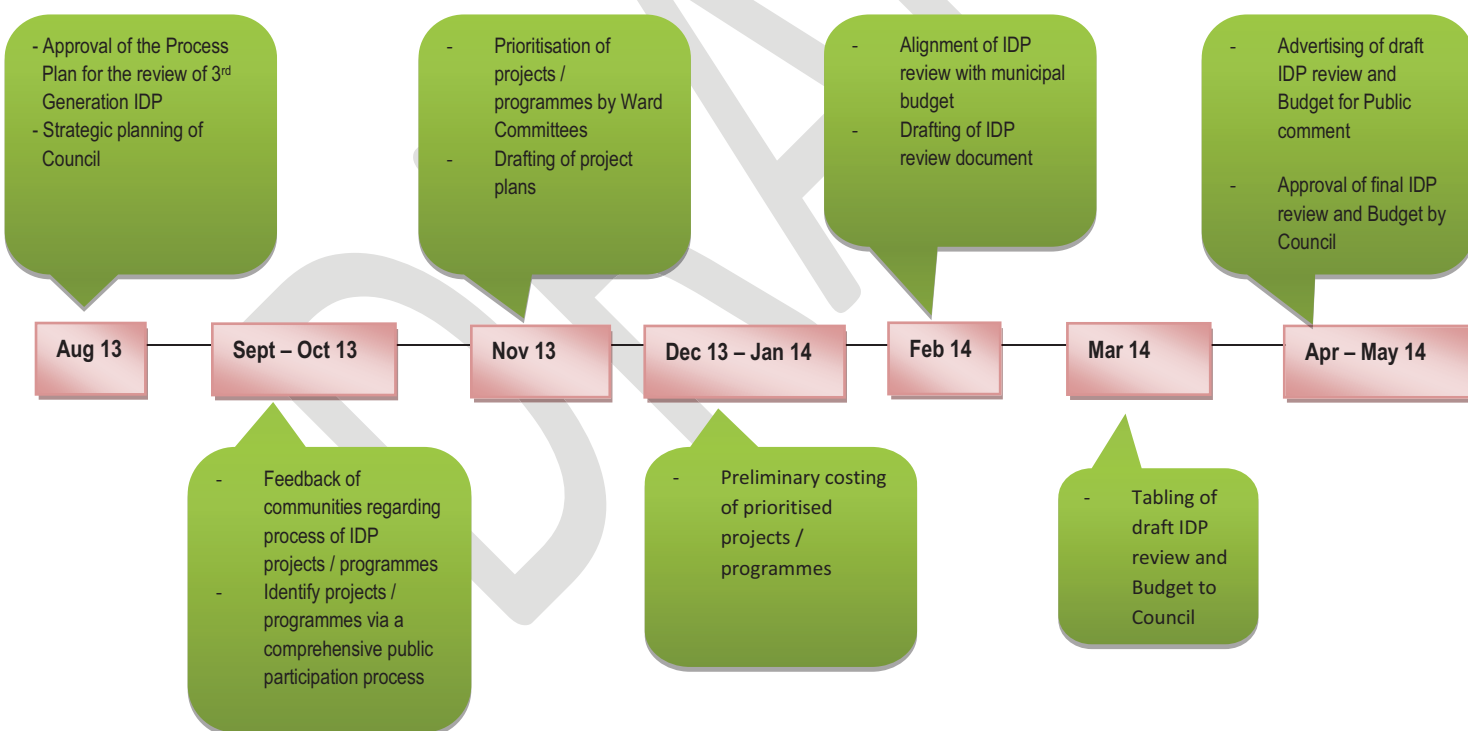 - Approval of the Process
Plan for the review of 3rd
Generation IDP
- Strategic planning of
Council
- Prioritisation of
projects /
programmes by Ward
Committees
- Drafting of project
plans
- Alignment of IDP
review with municipal
budget
- Drafting of IDP
review document
- Advertising of draft
IDP review and
Budget for Public
comment
- Approval of final IDP
review and Budget by
Council
Aug 13
Sept – Oct 13
Nov 13
Dec 13 – Jan 14
Feb 14
Mar 14
Apr – May 14
- Feedback of
communities regarding
process of IDP
projects / programmes
- Identify projects /
programmes via a
comprehensive public
participation process
- Preliminary costing
of prioritised
projects /
programmes
- Tabling of
draft IDP
review and
Budget to
Council